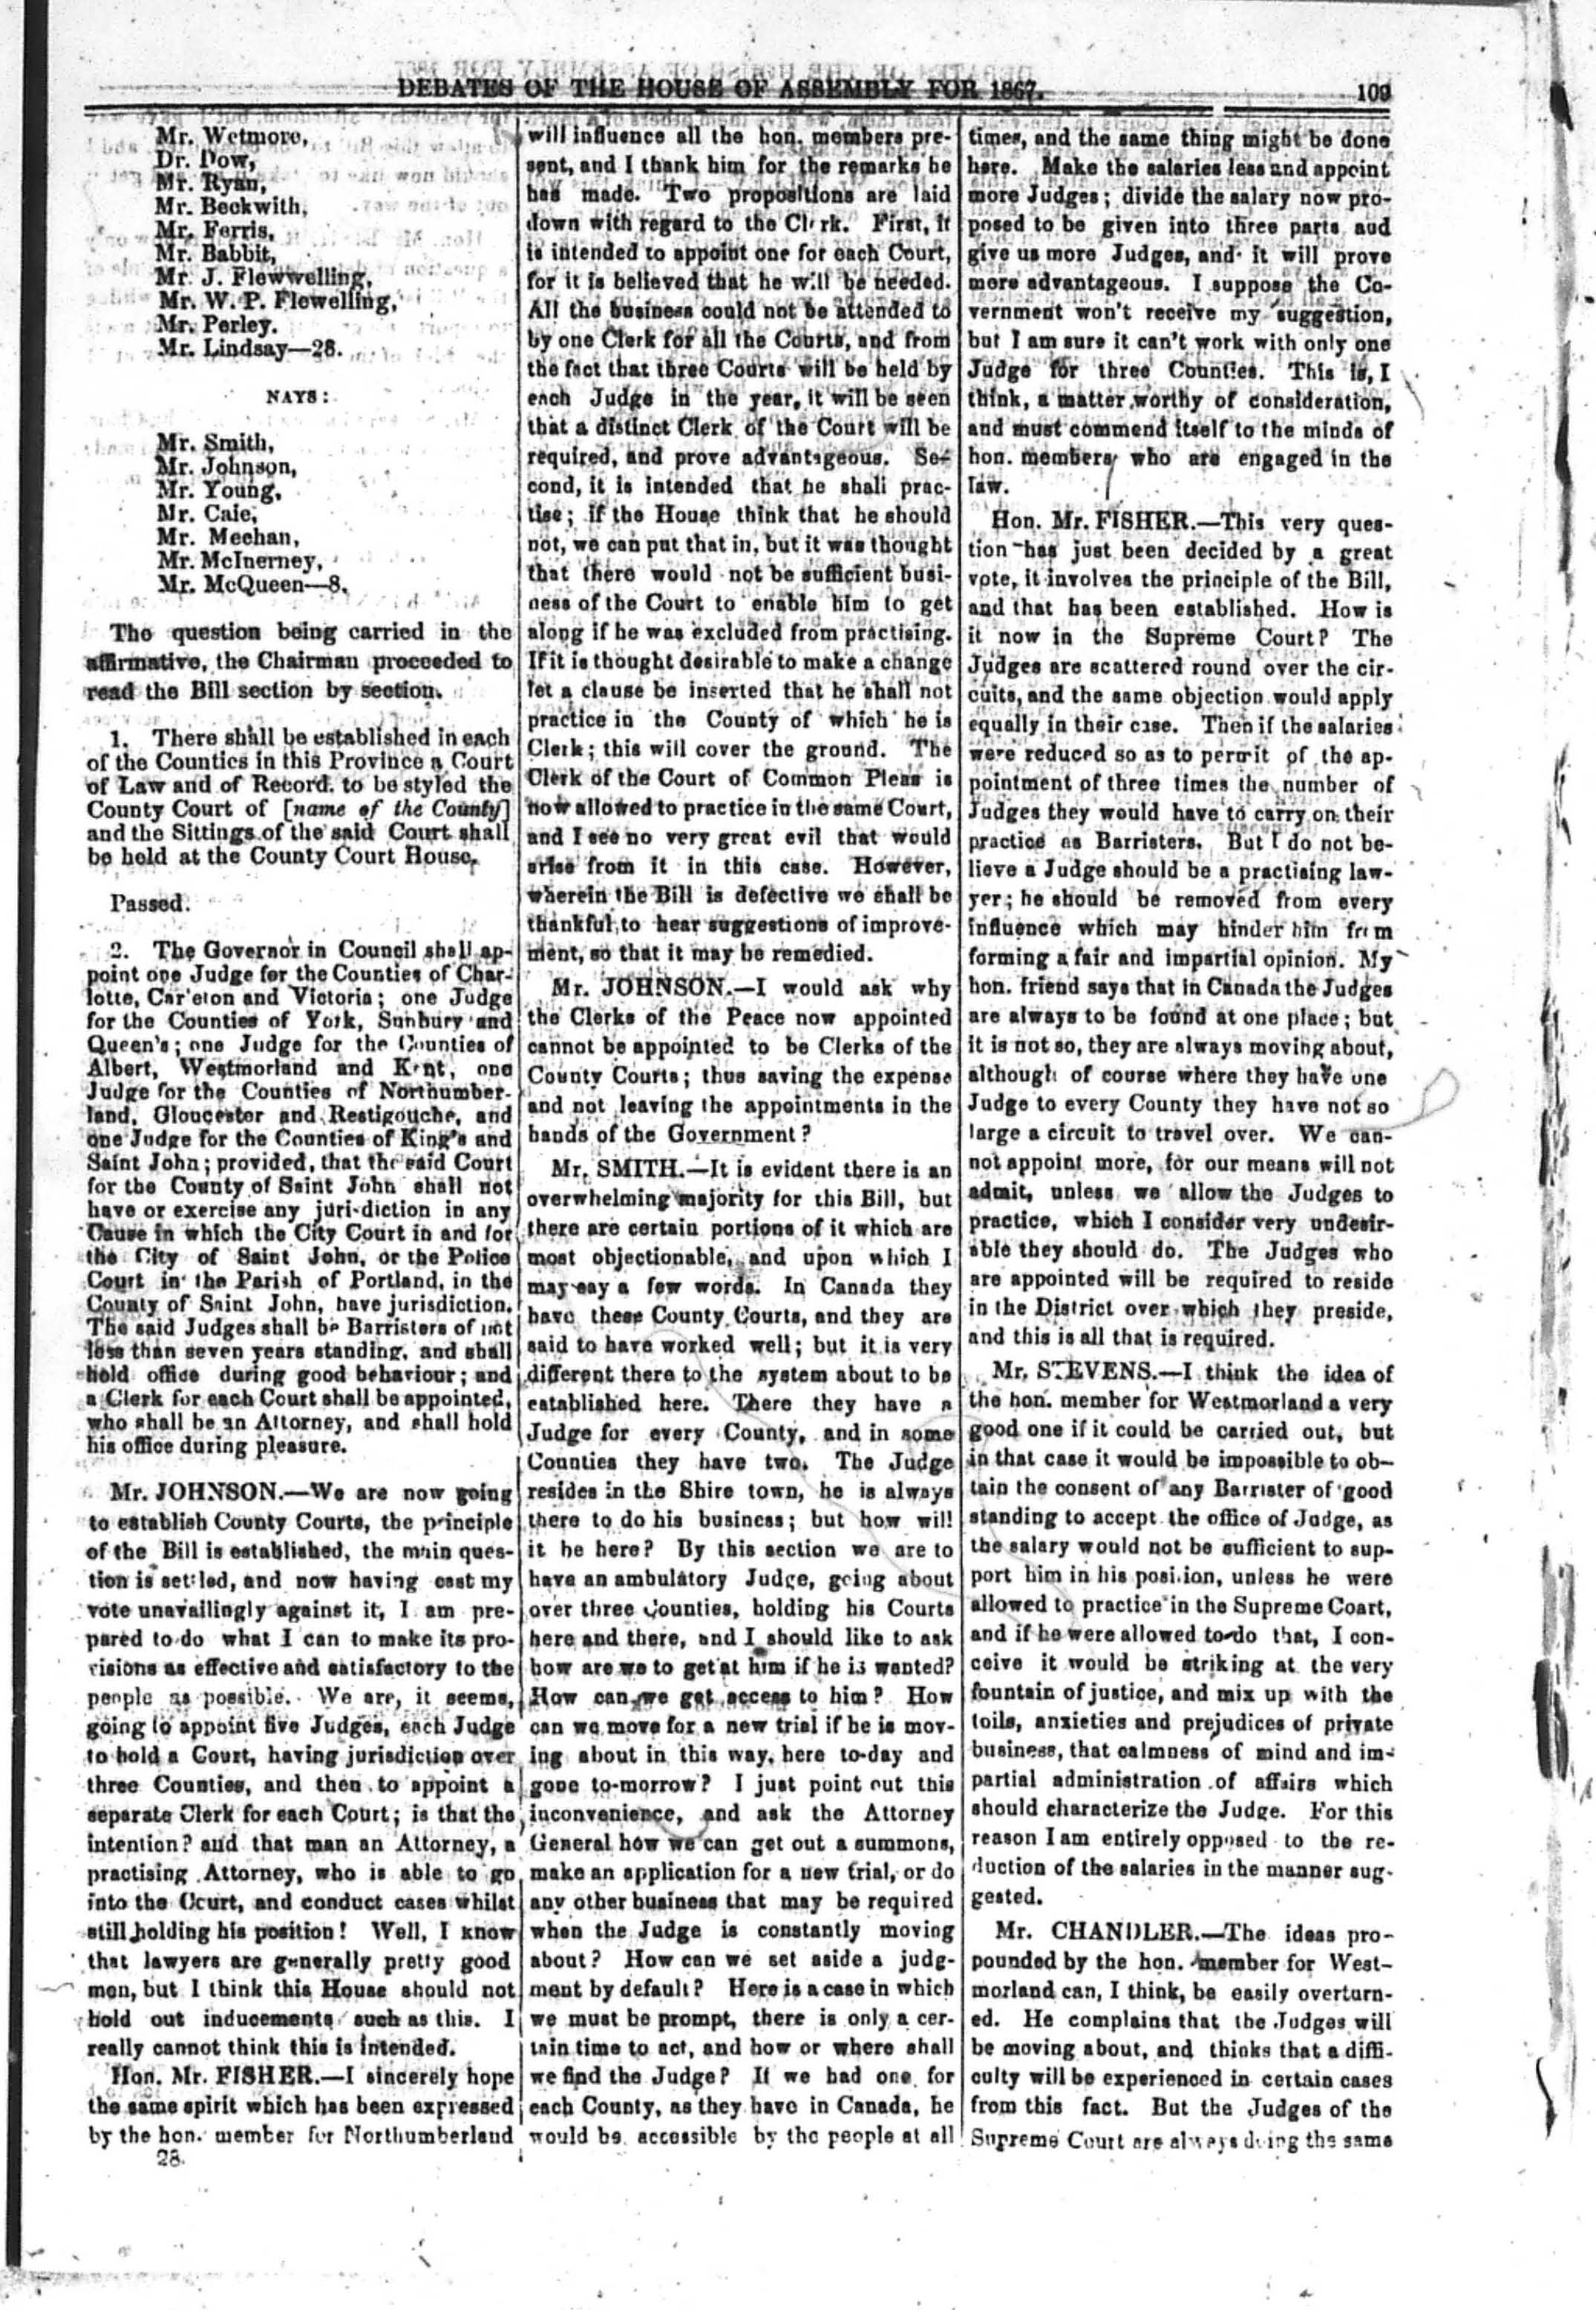 DEBATES OF THE HOUSE OF ASSEMBLY FOR 1867. 109
Mr. Wetmore,
Dr. Dow,
Mr. Ryan,
Mr. Beckwith,
Mr. Ferris,
Mr. Babbit,
Mr. J. Flewwelling,
Mr. W. P. Flewelling,
Mr. Perley.
Mr. Lindsay—28.
NAYS:
Mr. Smith,
Mr. Johnson,
Mr. Young,
Mr. Caie,
Mr. Meehan,
Mr. McInerney,
Mr. McQueen—8.
The question being carried in the
affirmative, the Chairman proceeded to
read the Bill section by section.
1. There shall be established in each
of the Counties in this Province a Court
of Law and of Record, to be styled the
County Court of [name of the County]
and the Sittings of the said Court shall
be held at the County Court House.
Passed.
2. The Governor in Council shall ap-
point one Judge for the Counties of Char-
lotte, Carleton and Victoria; one Judge
for the Counties of York, Sunbury and
Queen's; one Judge for the Counties of
Albert, Westmorland and Kent, one
Judge for the Counties of Northumber-
land, Gloucester and Restigouche, and
one Judge for the Counties of King's and
Saint John; provided, that the said Court
for the County of Saint John shall not
have or exercise any jurisdiction in any
Cause in which the City Court in and for
the City of Saint John, or the Police
Court in the Parish of Portland, in the
County of Saint John, have jurisdiction.
The said Judges shall be Barristers of not
less than seven years standing, and shall
hold office during good behaviour; and
a Clerk for each Court shall be appointed,
who shall be an Attorney, and shall hold
his office during pleasure.
Mr. JOHNSON.—We are now going
to establish County Courts, the principle
of the Bill is established, the main ques-
tion is settled, and now having cast my
vote unavailingly against it, I am pre-
pared to do what I can to make its pro-
visions as effective and satisfactory to the
people as possible. We are, it seems,
going to appoint five Judges, each Judge
to hold a Court, having jurisdiction over
three Counties, and then to appoint a
separate Clerk for each Court; is that the
intention? and that man an Attorney, a
practising Attorney, who is able to go
into the Court, and conduct cases whilst
still holding his position! Well, I know
that lawyers are generally pretty good
men, but I think this House should not
hold out inducements such as this. I
really cannot think this is intended.
Hon. Mr. FISHER.—I sincerely hope
the same spirit which has been expressed
by the hon. member for Northumberland
28
will influence all the hon. members pre-
sent, and I thank him for the remarks he
has made. Two propositions are laid
down with regard to the Clerk. First, it
is intended to appoint one for each Court,
for it is believed that he will be needed.
All the business could not be attended to
by one Clerk for all the Courts, and from
the fact that three Courts will be held by
each Judge in the year, it will be seen
that a distinct Clerk of the Court will be
required, and prove advantageous. Se-
cond, it is intended that he shall prac-
tise; if the House think that he should
not, we can put that in, but it was thought
that there would not be sufficient busi-
ness of the Court to enable him to get
along if he was excluded from practising.
If it is thought desirable to make a change
let a clause be inserted that he shall not
practice in the County of which he is
Clerk; this will cover the ground. The
Clerk of the Court of Common Pleas is
now allowed to practice in the same Court,
and I see no very great evil that would
arise from it in this case. However,
wherein the Bill is defective we shall be
thankful to hear suggestions of improve-
ment, so that it may be remedied.
Mr. JOHNSON.—I would ask why
the Clerks of the Peace now appointed
cannot be appointed to be Clerks of the
County Courts; thus saving the expense
and not leaving the appointments in the
hands of the Government?
Mr. SMITH.—It is evident there is an
overwhelming majority for this Bill, but
there are certain portions of it which are
most objectionable, and upon which I
may say a few words. In Canada they
have these County Courts, and they are
said to have worked well; but it is very
different there to the system about to be
established here. There they have a
Judge for every County, and in some
Counties they have two. The Judge
resides in the Shire town, he is always
there to do his business; but how will
it be here? By this section we are to
have an ambulatory Judge, going about
over three Counties, holding his Courts
here and there, and I should like to ask
how are we to get at him if he is wanted?
How can we get access to him? How
can we move for a new trial if he is mov-
ing about in this way, here to-day and
gone to-morrow? I just point out this
inconvenience, and ask the Attorney
General how we can get out a summons,
make an application for a new trial, or do
any other business that may be required
when the Judge is constantly moving
about? How can we set aside a judg-
ment by default? Here is a case in which
we must be prompt, there is only a cer-
tain time to act, and how or where shall
we find the Judge? If we had one for
each County, as they have in Canada, he
would be accessible by the people at all
times, and the same thing might be done
here. Make the salaries less and appoint
more Judges; divide the salary now pro-
posed to be given into three parts and
give us more Judges, and it will prove
more advantageous. I suppose the Go-
vernment won't receive my suggestion,
but I am sure it can't work with only one
Judge for three Counties. This is, I
think, a matter worthy of consideration,
and must commend itself to the minds of
hon. members who are engaged in the
law.
Hon. Mr. FISHER.—This very ques-
tion has just been decided by a great
vote, it involves the principle of the Bill,
and that has been established. How is
it now in the Supreme Court? The
Judges are scattered round over the cir-
cuits, and the same objection would apply
equally in their case. Then if the salaries
were reduced so as to permit of the ap-
pointment of three times the number of
Judges they would have to carry on their
practice as Barristers. But I do not be-
lieve a Judge should be a practising law-
yer; he should be removed from every
influence which may hinder him from
forming a fair and impartial opinion. My
hon. friend says that in Canada the Judges
are always to be found at one place; but
it is not so, they are always moving about,
although of course where they have one
Judge to every County they have not so
large a circuit to travel over. We can-
not appoint more, for our means will not
admit, unless we allow the Judges to
practice, which I consider very undesir-
able they should do. The Judges who
are appointed will be required to reside
in the District over which they preside,
and this is all that is required.
Mr. STEVENS.—I think the idea of
the hon. member for Westmorland a very
good one if it could be carried out, but
in that case it would be impossible to ob-
tain the consent of any Barrister of good
standing to accept the office of Judge, as
the salary would not be sufficient to sup-
port him in his position, unless he were
allowed to practice in the Supreme Court,
and if he were allowed to do that, I con-
ceive it would be striking at the very
fountain of justice, and mix up with the
toils, anxieties and prejudices of private
business, that calmness of mind and im-
partial administration of affairs which
should characterize the Judge. For this
reason I am entirely opposed to the re-
duction of the salaries in the manner sug-
gested.
Mr. CHANDLER.—The ideas pro-
pounded by the hon. member for West-
morland can, I think, be easily overturn-
ed. He complains that the Judges will
be moving about, and thinks that a diffi-
culty will be experienced in certain cases
from this fact. But the Judges of the
Supreme Court are always doing the same